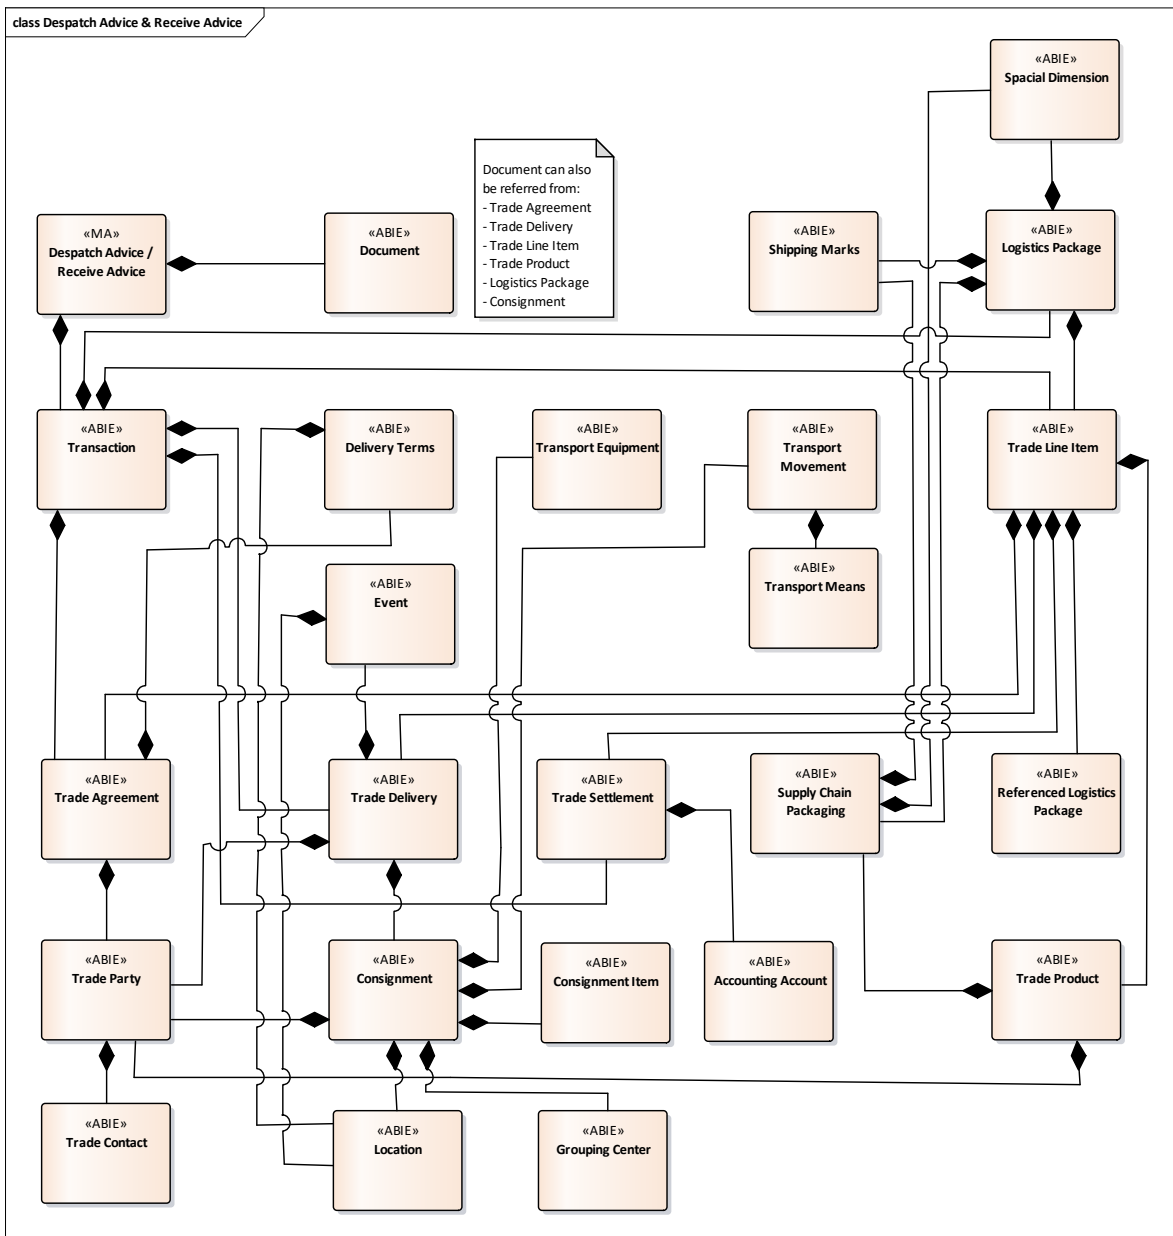 class Despatch Advice & Receive Advice
«ABIE»
Spacial Dimension
Document can also
be referred from:
- Trade Agreement
- Trade Delivery
- Trade Line Item
- Trade Product
- Logistics Package
- Consignment
«MA»
Despatch Advice /
Receive Advice
«ABIE»
Document
«ABIE»
Shipping Marks
«ABIE»
Logistics Package
«ABIE»
Transaction
«ABIE»
Delivery Terms
«ABIE»
Transport Equipment
«ABIE»
Transport
Movement
«ABIE»
Trade Line Item
«ABIE»
Event
«ABIE»
Transport Means
«ABIE»
Trade Agreement
«ABIE»
Trade Delivery
«ABIE»
Trade Settlement
«ABIE»
Supply Chain
Packaging
«ABIE»
Referenced Logistics
Package
«ABIE»
Trade Party
«ABIE»
Consignment
«ABIE»
Consignment Item
«ABIE»
Accounting Account
«ABIE»
Trade Product
«ABIE»
Trade Contact
«ABIE»
Location
«ABIE»
Grouping Center